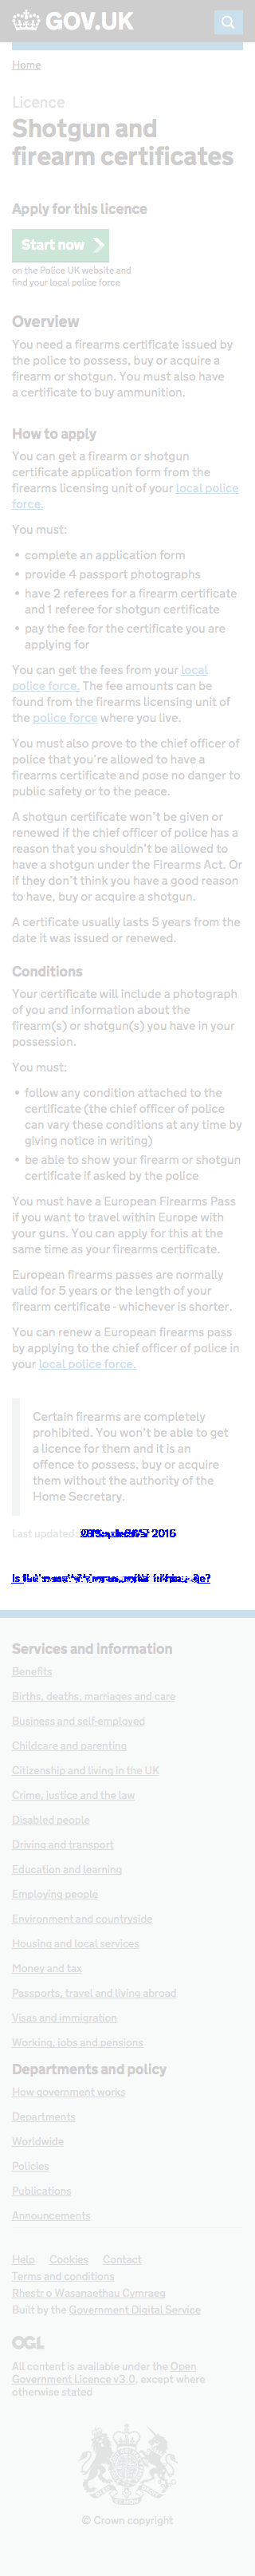 GOV.UK
Home
Licence
Shotgun and
firearm certificates
Apply for this licence
Start now
on the Police UK website and
find your local police force
Overview
You need a firearms certificate issued by
the police to possess, buy or acquire a
firearm or shotgun. You must also have
a certificate to buy ammunition.
How to apply
You can get a firearm or shotgun
certificate application form from the
firearms licensing unit of your local police
force.
You must:
• complete an application form
• provide 4 passport photographs
• have 2 referees for a firearm certificate
and 1 referee for shotgun certificate
• pay the fee for the certificate you are
applying for
You can get the fees from your local
police force. The fee amounts can be
found from the firearms licensing unit of
the police force where you live.
You must also prove to the chief officer of
police that you're allowed to have a
firearms certificate and pose no danger to
public safety or to the peace.
A shotgun certificate won't be given or
renewed if the chief officer of police has a
reason that you shouldn't be allowed to
have a shotgun under the Firearms Act. Or
if they don't think you have a good reason
to have, buy or acquire a shotgun.
A certificate usually lasts 5 years from the
date it was issued or renewed.
Conditions
Your certificate will include a photograph
of you and information about the
firearm(s) or shotgun(s) you have in your
possession.
You must:
• follow any condition attached to the
certificate (the chief officer of police
can vary these conditions at any time by
giving notice in writing)
• be able to show your firearm or shotgun
certificate if asked by the police
You must have a European Firearms Pass
if you want to travel within Europe with
your guns. You can apply for this at the
same time as your firearms certificate.
European firearms passes are normally
valid for 5 years or the length of your
firearm certificate - whichever is shorter.
You can renew a European firearms pass
by applying to the chief officer of police in
your local police force.
Certain firearms are completely
prohibited. You won't be able to get
a licence for them and it is an
offence to possess, buy or acquire
them without the authority of the
Home Secretary.
Last updated:
Services and information
Benefits
Births, deaths, marriages and care
Business and self-employed
Childcare and parenting
Citizenship and living in the UK
Crime, justice and the law
Disabled people
Driving and transport
Education and learning
Employing people
Environment and countryside
Housing and local services
Money and tax
Passports, travel and living abroad
Visas and immigration
Working, jobs and pensions
Departments and policy
How government works
Departments
Worldwide
Policies
Publications
Announcements
Help Cookies Contact
Terms and conditions
Rhestr o Wasanaethau Cymraeg
Built by the Government Digital Service
OGL
All content is available under the Open
Government Licence v3.0, except where
otherwise stated
© Crown copyright